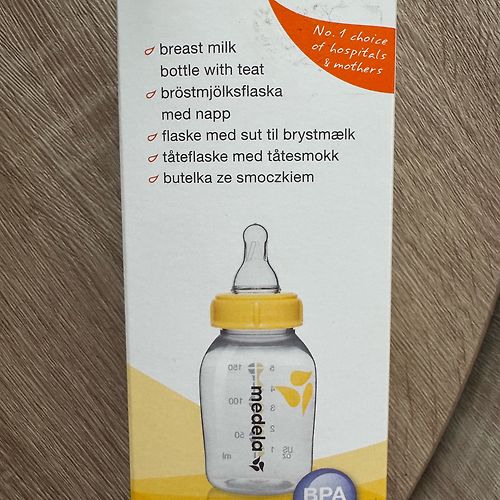 No. 1 choice
of hospitals
& mothers
breast milk
bottle with teat
bröstmjölksflaska
med napp
flaske med sut til brystmælk
tåteflaske med tåtesmokk
butelka ze smoczkiem
150
100
50
ml
5
4
3
2
1
US
oz
medela
BPA